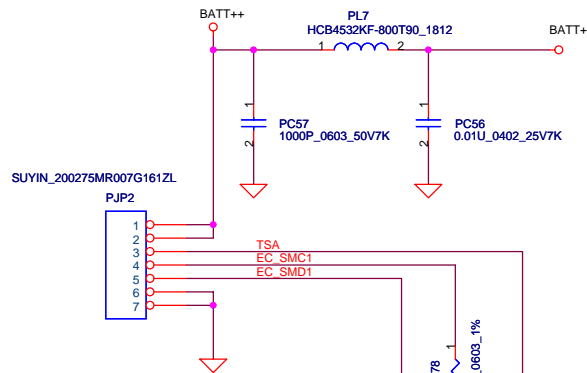 BATT++
PL7
HCB4532KF-800T90_1812
BATT+
1
2
1
1
PC57
1000P_0603_50V7K
PC56
0.01U_0402_25V7K
2
2
SUYIN_200275MR007G161ZL
PJP2
1
2
3
4
5
6
7
TSA
EC_SMC1
EC_SMD1
1
78
_0603_1%